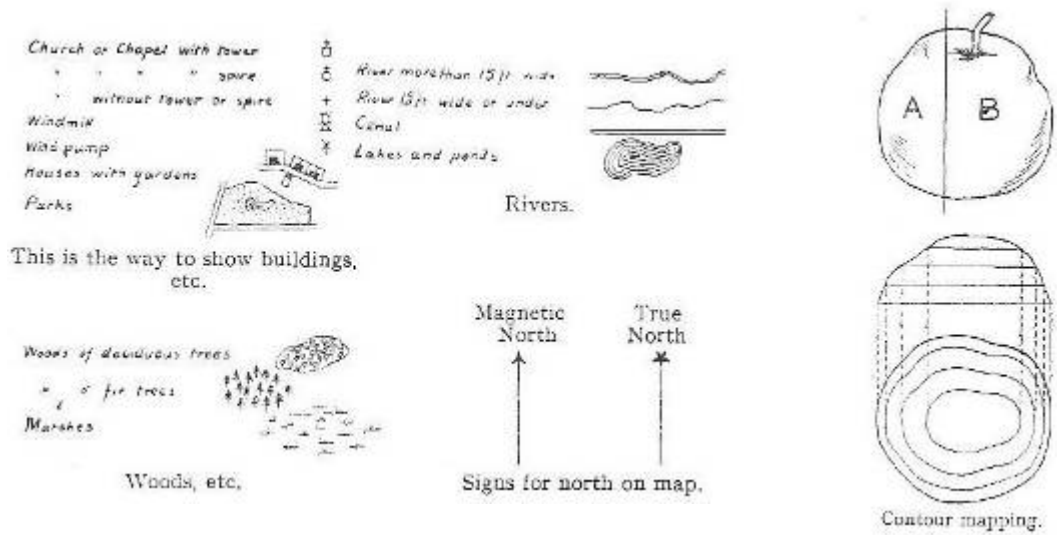 Church or Chapel with tower
" " " " spire
" without tower or spire
Windmill
Wind pump
Houses with gardens
Parks
This is the way to show buildings,
etc.
River more than 15 ft wide
River 15 ft wide or under
Canal
Lakes and ponds
Rivers.
A B
Woods of deciduous trees
" " fir trees
Marshes
Woods, etc.
Magnetic
North
True
North
Signs for north on map.
Contour mapping.